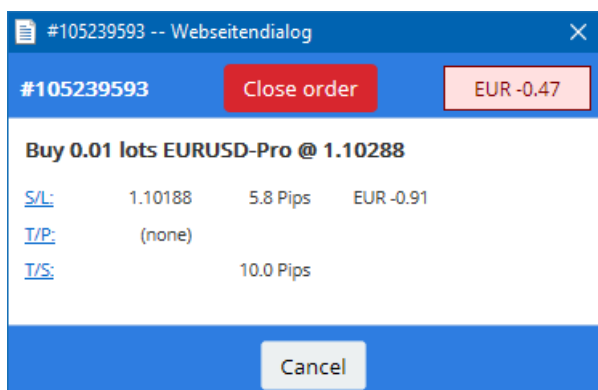 #105239593 -- Webseitendialog
#105239593 Close order EUR -0.47
Buy 0.01 lots EURUSD-Pro @ 1.10288
S/L: 1.10188 5.8 Pips EUR -0.91
T/P: (none)
T/S: 10.0 Pips
Cancel